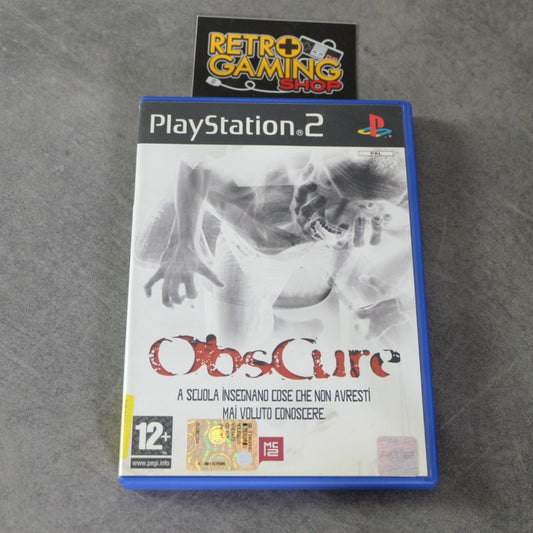 RETRO
GAMING
SHOP
PlayStation®2
PAL
ObsCure
A SCUOLA INSEGNANO COSE CHE NON AVRESTI
MAI VOLUTO CONOSCERE.
12+
www.pegi.info
MC2